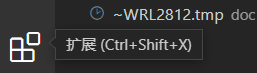 ~WRL2812.tmp doc
扩展 (Ctrl+Shift+X)